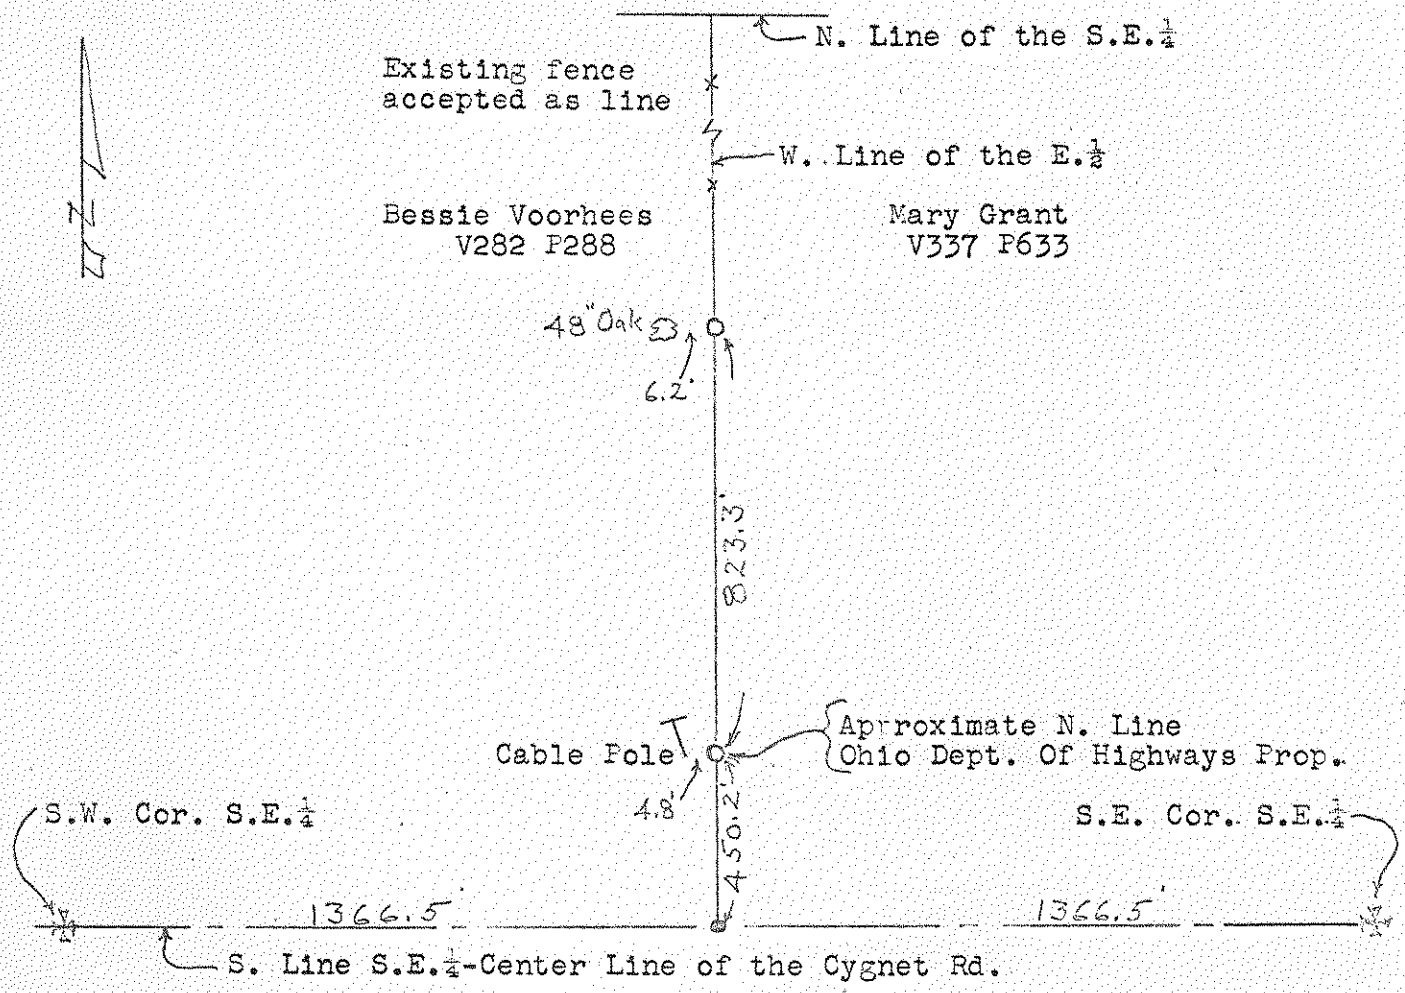 N. Line of the S.E.¼
Existing fence
accepted as line
W. Line of the E.½
Bessie Voorhees
V282 P288
Mary Grant
V337 P633
N
48" Oak
6.2'
823.3'
Approximate N. Line
Ohio Dept. Of Highways Prop.
Cable Pole
4.8'
450.2'
S.W. Cor. S.E.¼
S.E. Cor. S.E.¼
1366.5'
1366.5'
S. Line S.E.¼-Center Line of the Cygnet Rd.